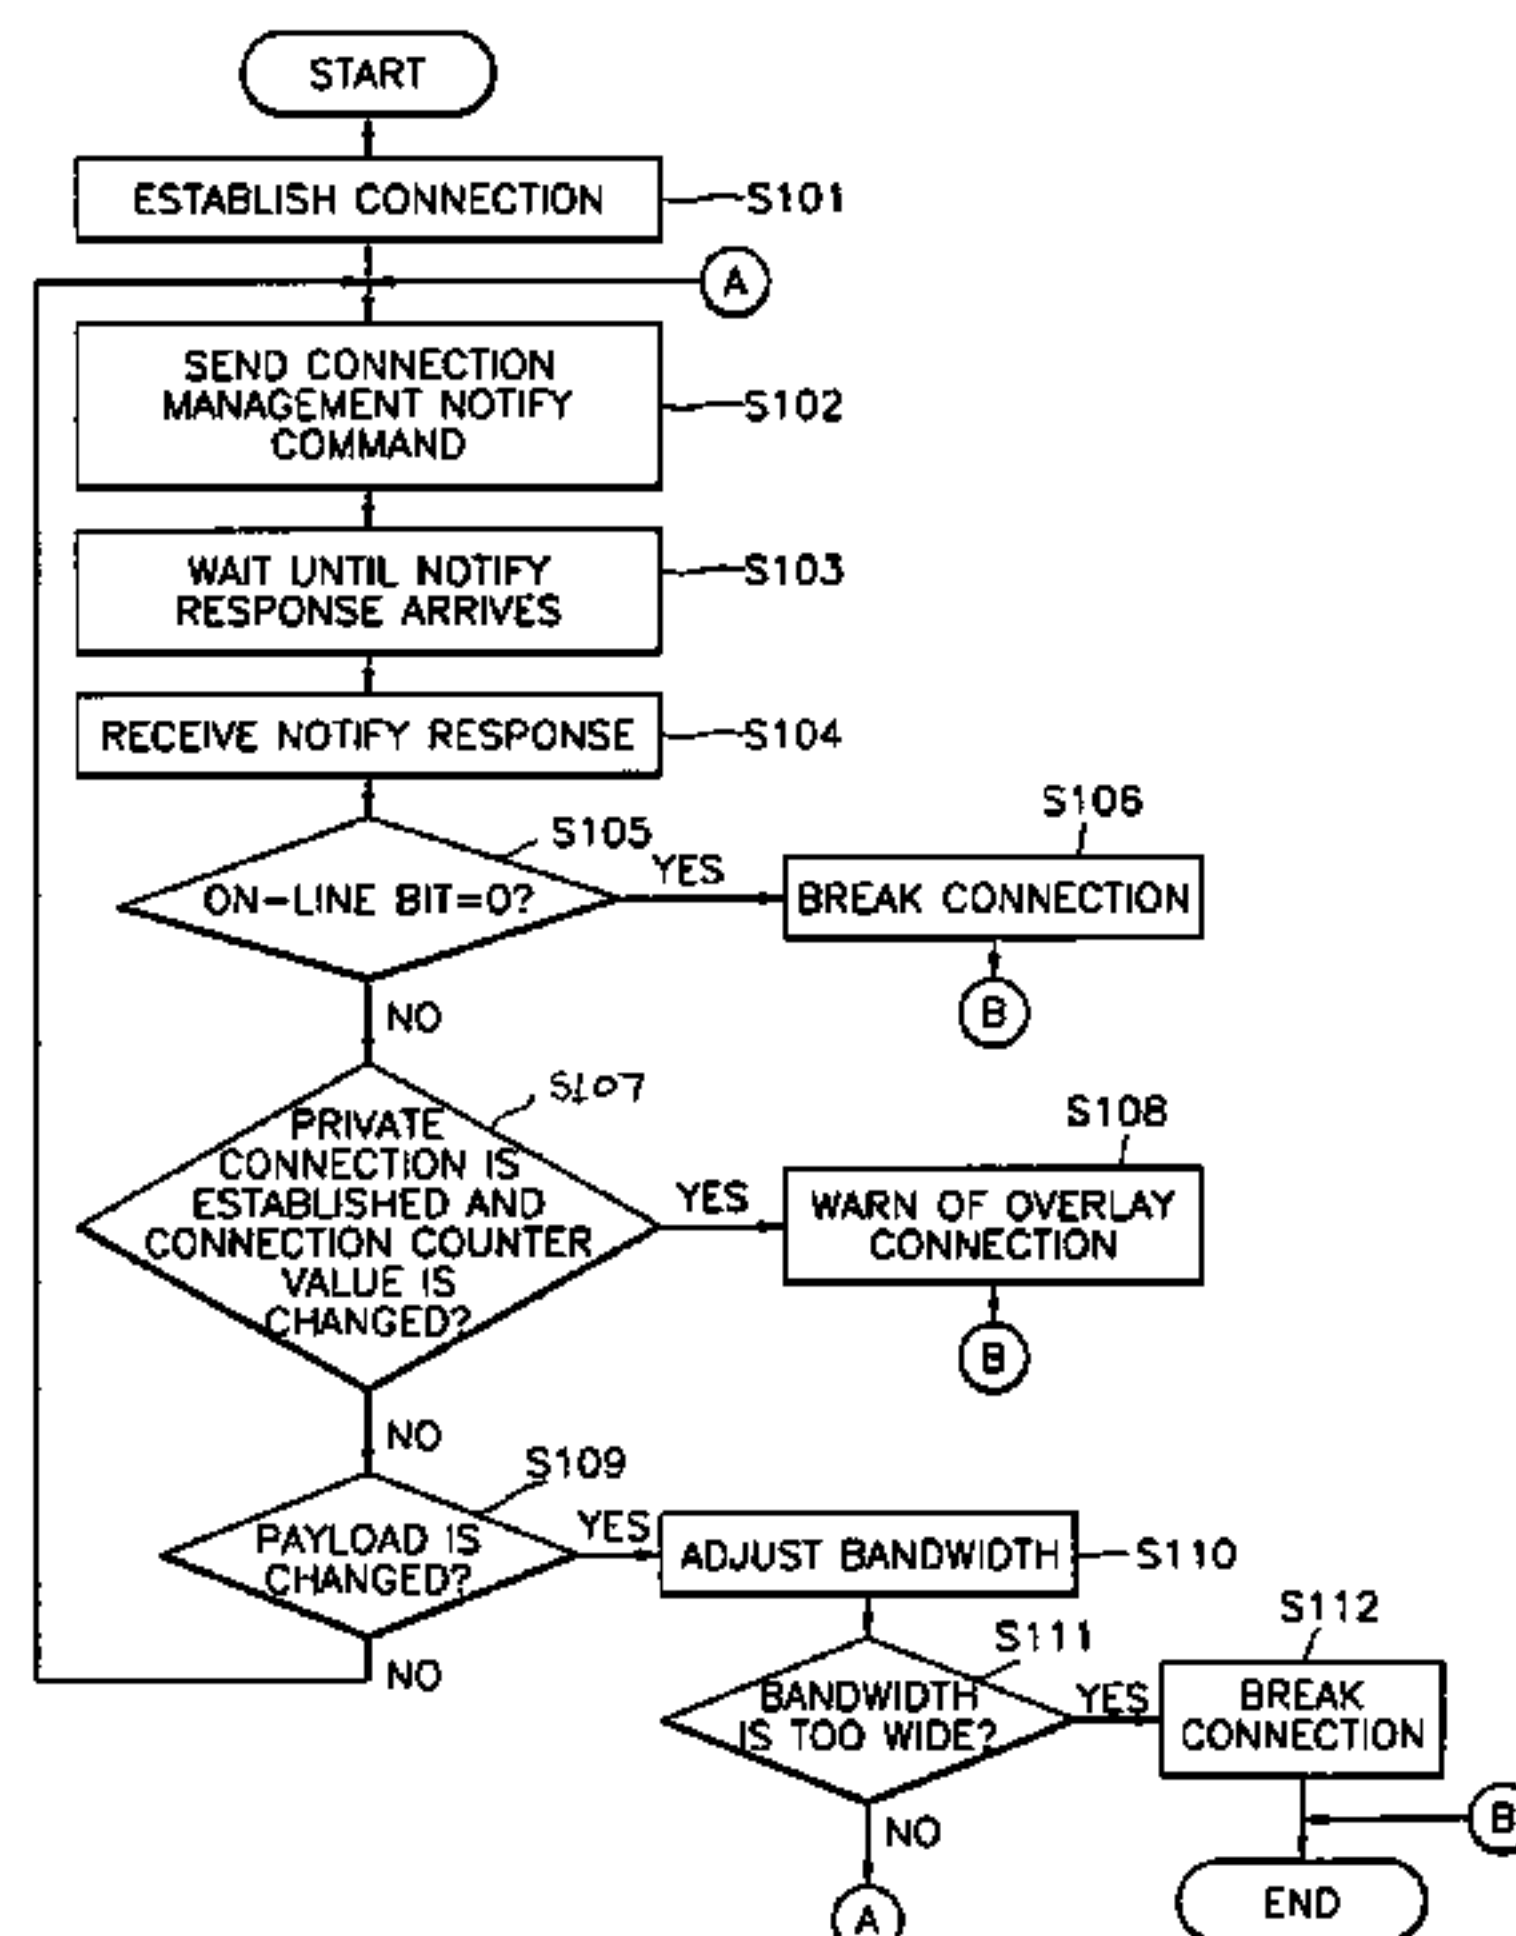 START
ESTABLISH CONNECTION
S101
A
SEND CONNECTION
MANAGEMENT NOTIFY
COMMAND
S102
WAIT UNTIL NOTIFY
RESPONSE ARRIVES
S103
RECEIVE NOTIFY RESPONSE
S104
S105
ON-LINE BIT=0?
YES
S106
BREAK CONNECTION
B
NO
S107
PRIVATE
CONNECTION IS
ESTABLISHED AND
CONNECTION COUNTER
VALUE IS
CHANGED?
YES
S108
WARN OF OVERLAY
CONNECTION
B
NO
S109
PAYLOAD IS
CHANGED?
YES
ADJUST BANDWIDTH
S110
NO
S111
BANDWIDTH
IS TOO WIDE?
YES
S112
BREAK
CONNECTION
B
NO
A
END